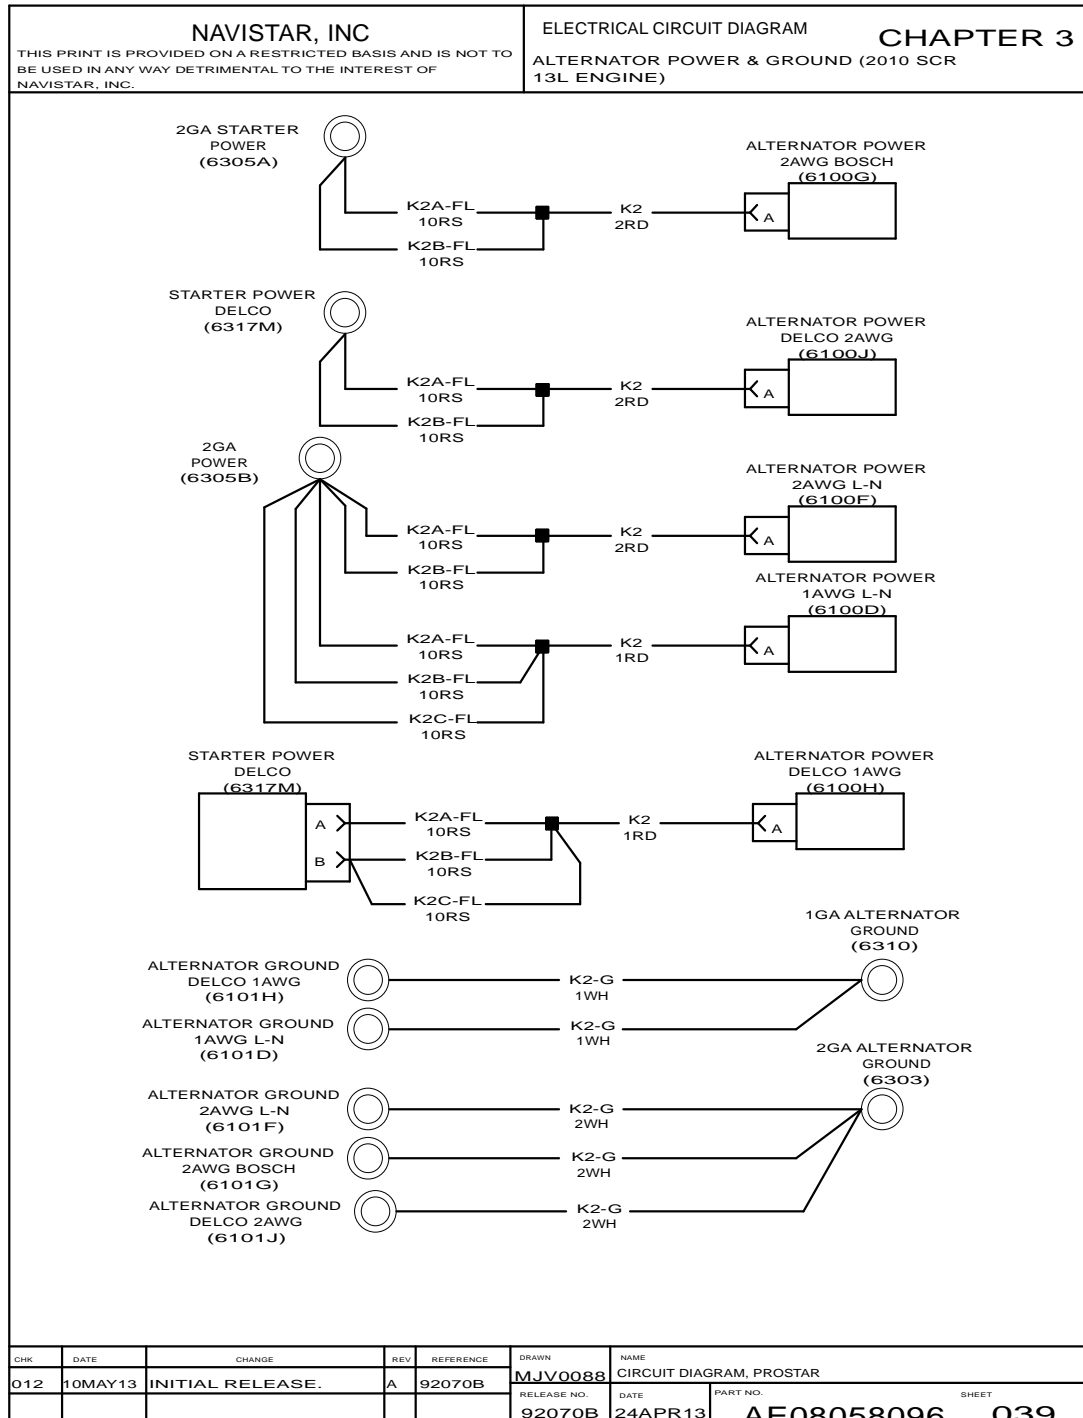 NAVISTAR, INC
THIS PRINT IS PROVIDED ON A RESTRICTED BASIS AND IS NOT TO
BE USED IN ANY WAY DETRIMENTAL TO THE INTEREST OF
NAVISTAR, INC.
ELECTRICAL CIRCUIT DIAGRAM
CHAPTER 3
ALTERNATOR POWER & GROUND (2010 SCR
13L ENGINE)
2GA STARTER
POWER
(6305A)
K2A-FL
10RS
K2B-FL
10RS
K2
2RD
ALTERNATOR POWER
2AWG BOSCH
(6100G)
A
STARTER POWER
DELCO
(6317M)
K2A-FL
10RS
K2B-FL
10RS
K2
2RD
ALTERNATOR POWER
DELCO 2AWG
(6100J)
A
2GA
POWER
(6305B)
K2A-FL
10RS
K2B-FL
10RS
K2
2RD
ALTERNATOR POWER
2AWG L-N
(6100F)
A
K2A-FL
10RS
K2B-FL
10RS
K2C-FL
10RS
K2
1RD
ALTERNATOR POWER
1AWG L-N
(6100D)
A
STARTER POWER
DELCO
(6317M)
A
B
K2A-FL
10RS
K2B-FL
10RS
K2C-FL
10RS
K2
1RD
ALTERNATOR POWER
DELCO 1AWG
(6100H)
A
1GA ALTERNATOR
GROUND
(6310)
ALTERNATOR GROUND
DELCO 1AWG
(6101H)
K2-G
1WH
ALTERNATOR GROUND
1AWG L-N
(6101D)
K2-G
1WH
2GA ALTERNATOR
GROUND
(6303)
ALTERNATOR GROUND
2AWG L-N
(6101F)
K2-G
2WH
ALTERNATOR GROUND
2AWG BOSCH
(6101G)
K2-G
2WH
ALTERNATOR GROUND
DELCO 2AWG
(6101J)
K2-G
2WH
CHK DATE CHANGE REV REFERENCE
012 10MAY13 INITIAL RELEASE. A 92070B
DRAWN
MJV0088
NAME
CIRCUIT DIAGRAM, PROSTAR
RELEASE NO. DATE PART NO. SHEET
92070B 24APR13 AE08058096 039